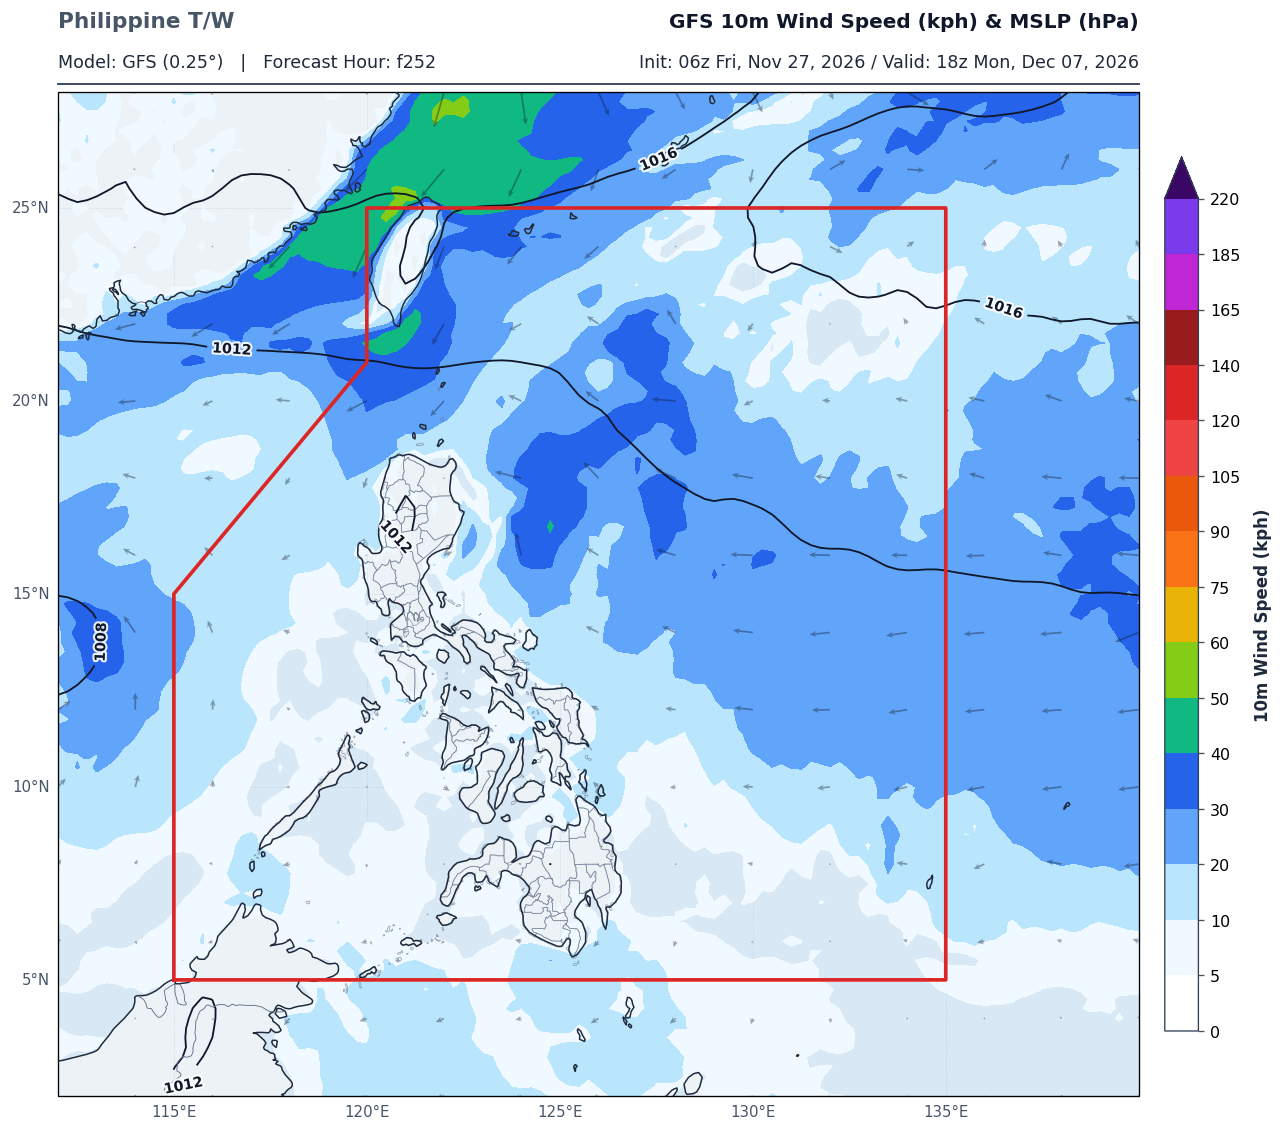 Philippine T/W
GFS 10m Wind Speed (kph) & MSLP (hPa)
Model: GFS (0.25°) | Forecast Hour: f252
Init: 06z Fri, Nov 27, 2026 / Valid: 18z Mon, Dec 07, 2026
1016
1016
1012
1012
1008
1012
25°N
20°N
15°N
10°N
5°N
115°E
120°E
125°E
130°E
135°E
220
185
165
140
120
105
90
75
60
50
40
30
20
10
5
0
10m Wind Speed (kph)